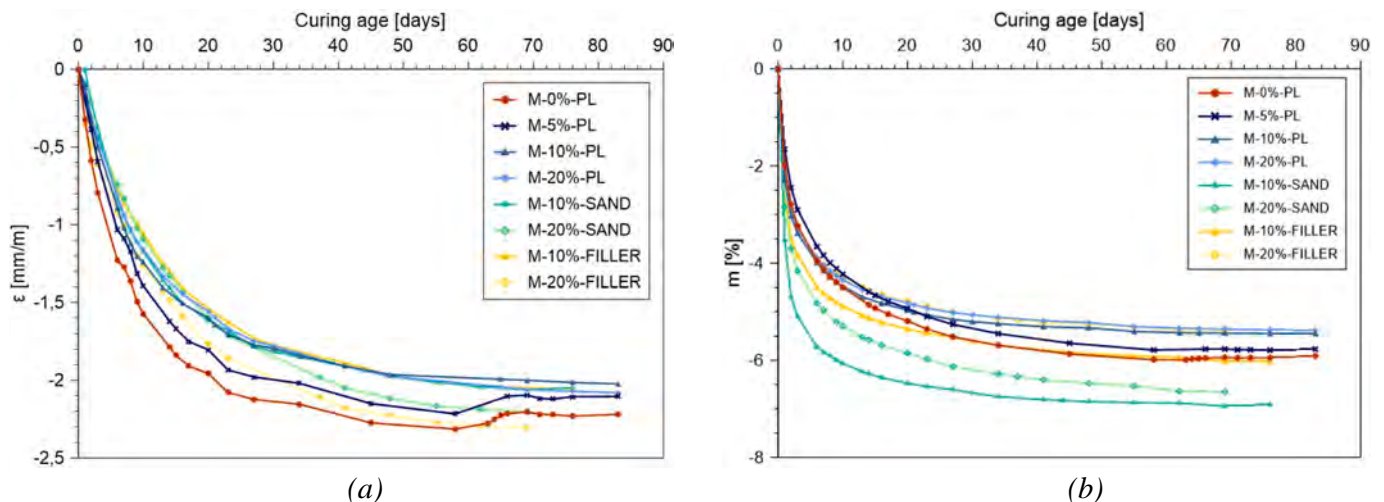 Curing age [days]
0 10 20 30 40 50 60 70 80 90
0
-0,5
-1
-1,5
-2
-2,5
ε [mm/m]
M-0%-PL
M-5%-PL
M-10%-PL
M-20%-PL
M-10%-SAND
M-20%-SAND
M-10%-FILLER
M-20%-FILLER
(a)
Curing age [days]
0 10 20 30 40 50 60 70 80 90
0
-2
-4
-6
-8
m [%]
M-0%-PL
M-5%-PL
M-10%-PL
M-20%-PL
M-10%-SAND
M-20%-SAND
M-10%-FILLER
M-20%-FILLER
(b)